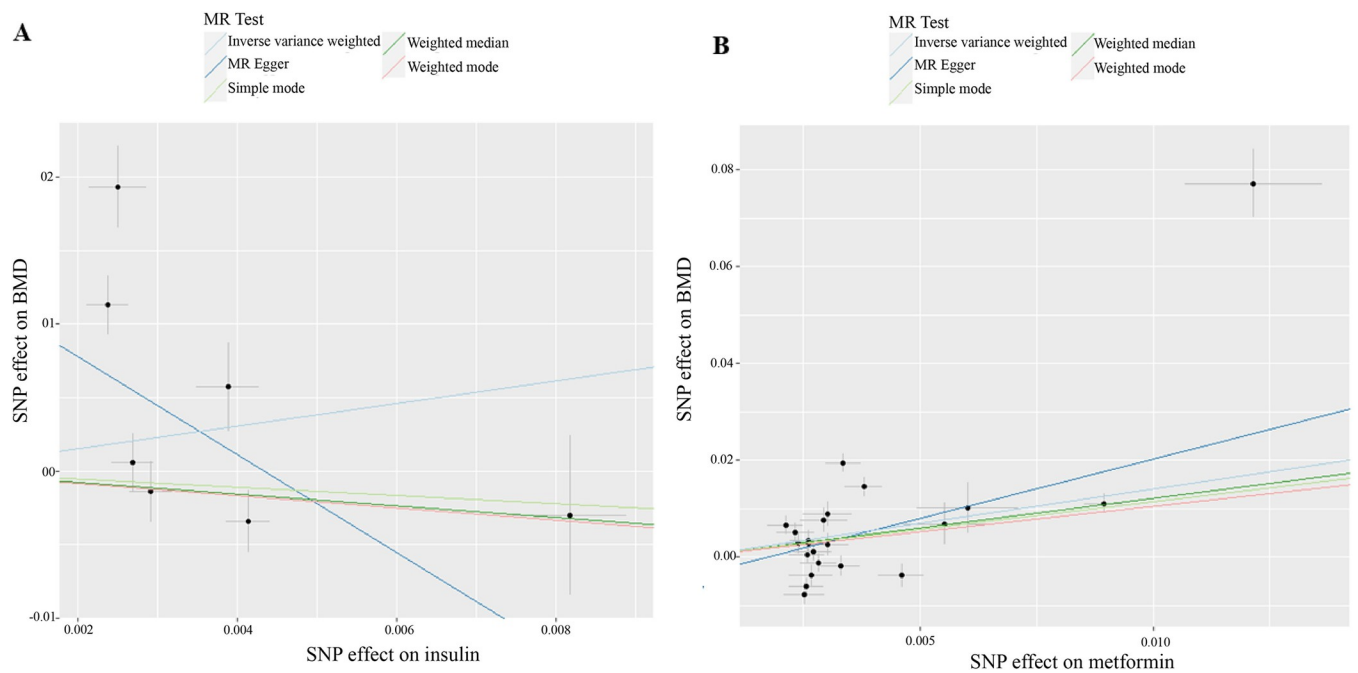 A
MR Test
Inverse variance weighted
Weighted median
MR Egger
Weighted mode
Simple mode
SNP effect on BMD
02
01
00
-0.01
0.002
0.004
0.006
0.008
SNP effect on insulin
B
MR Test
Inverse variance weighted
Weighted median
MR Egger
Weighted mode
Simple mode
SNP effect on BMD
0.08
0.06
0.04
0.02
0.00
0.005
0.010
SNP effect on metformin